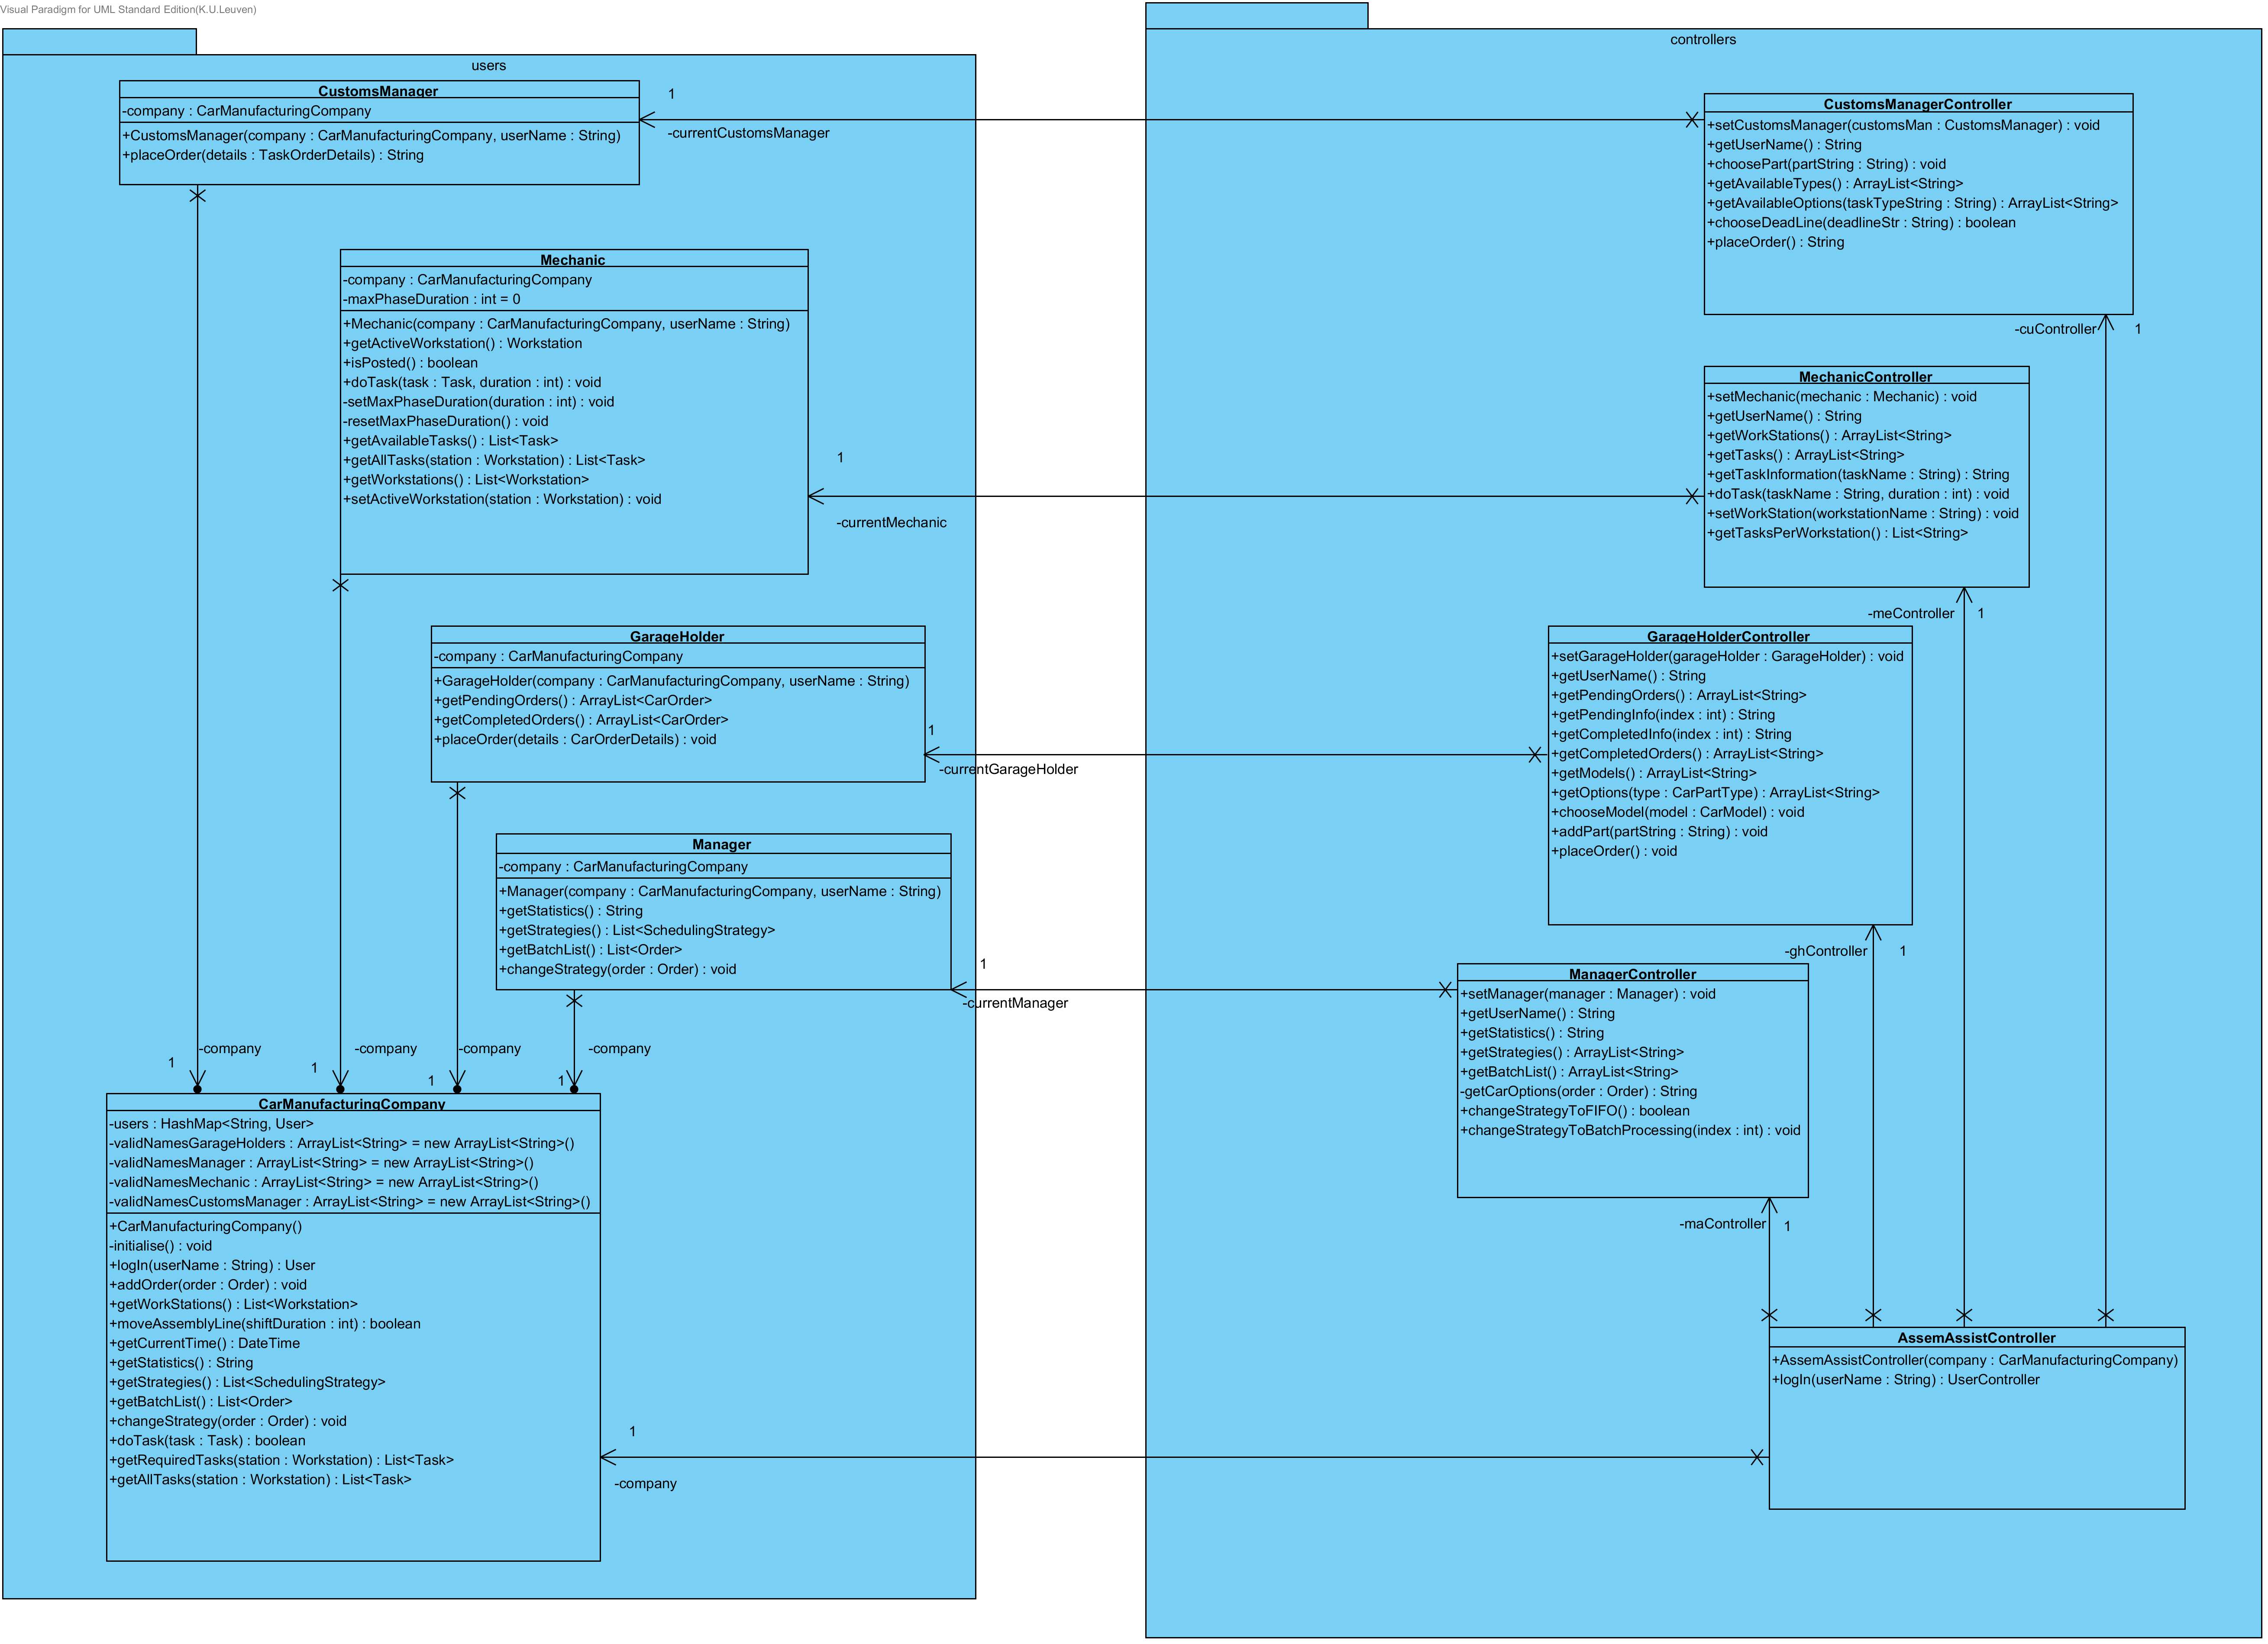 Visual Paradigm for UML Standard Edition(K.U.Leuven)
users
CustomsManager
-company : CarManufacturingCompany
+CustomsManager(company : CarManufacturingCompany, userName : String)
+placeOrder(details : TaskOrderDetails) : String
1
-currentCustomsManager
Mechanic
-company : CarManufacturingCompany
-maxPhaseDuration : int = 0
+Mechanic(company : CarManufacturingCompany, userName : String)
+getActiveWorkstation() : Workstation
+isPosted() : boolean
+doTask(task : Task, duration : int) : void
-setMaxPhaseDuration(duration : int) : void
-resetMaxPhaseDuration() : void
+getAvailableTasks() : List<Task>
+getAllTasks(station : Workstation) : List<Task>
+getWorkstations() : List<Workstation>
+setActiveWorkstation(station : Workstation) : void
1
-currentMechanic
GarageHolder
-company : CarManufacturingCompany
+GarageHolder(company : CarManufacturingCompany, userName : String)
+getPendingOrders() : ArrayList<CarOrder>
+getCompletedOrders() : ArrayList<CarOrder>
+placeOrder(details : CarOrderDetails) : void
1
-currentGarageHolder
Manager
-company : CarManufacturingCompany
+Manager(company : CarManufacturingCompany, userName : String)
+getStatistics() : String
+getStrategies() : List<SchedulingStrategy>
+getBatchList() : List<Order>
+changeStrategy(order : Order) : void
1
-currentManager
-company
-company
-company
-company
1
1
1
1
CarManufacturingCompany
-users : HashMap<String, User>
-validNamesGarageHolders : ArrayList<String> = new ArrayList<String>()
-validNamesManager : ArrayList<String> = new ArrayList<String>()
-validNamesMechanic : ArrayList<String> = new ArrayList<String>()
-validNamesCustomsManager : ArrayList<String> = new ArrayList<String>()
+CarManufacturingCompany()
-initialise() : void
+logIn(userName : String) : User
+addOrder(order : Order) : void
+getWorkStations() : List<Workstation>
+moveAssemblyLine(shiftDuration : int) : boolean
+getCurrentTime() : DateTime
+getStatistics() : String
+getStrategies() : List<SchedulingStrategy>
+getBatchList() : List<Order>
+changeStrategy(order : Order) : void
+doTask(task : Task) : boolean
+getRequiredTasks(station : Workstation) : List<Task>
+getAllTasks(station : Workstation) : List<Task>
1
-company
controllers
CustomsManagerController
+setCustomsManager(customsMan : CustomsManager) : void
+getUserName() : String
+choosePart(partString : String) : void
+getAvailableTypes() : ArrayList<String>
+getAvailableOptions(taskTypeString : String) : ArrayList<String>
+chooseDeadLine(deadlineStr : String) : boolean
+placeOrder() : String
-cuController
1
MechanicController
+setMechanic(mechanic : Mechanic) : void
+getUserName() : String
+getWorkStations() : ArrayList<String>
+getTasks() : ArrayList<String>
+getTaskInformation(taskName : String) : String
+doTask(taskName : String, duration : int) : void
+setWorkStation(workstationName : String) : void
+getTasksPerWorkstation() : List<String>
-meController
1
GarageHolderController
+setGarageHolder(garageHolder : GarageHolder) : void
+getUserName() : String
+getPendingOrders() : ArrayList<String>
+getPendingInfo(index : int) : String
+getCompletedInfo(index : int) : String
+getCompletedOrders() : ArrayList<String>
+getModels() : ArrayList<String>
+getOptions(type : CarPartType) : ArrayList<String>
+chooseModel(model : CarModel) : void
+addPart(partString : String) : void
+placeOrder() : void
-ghController
1
ManagerController
+setManager(manager : Manager) : void
+getUserName() : String
+getStatistics() : String
+getStrategies() : ArrayList<String>
+getBatchList() : ArrayList<String>
-getCarOptions(order : Order) : String
+changeStrategyToFIFO() : boolean
+changeStrategyToBatchProcessing(index : int) : void
-maController
1
AssemAssistController
+AssemAssistController(company : CarManufacturingCompany)
+logIn(userName : String) : UserController